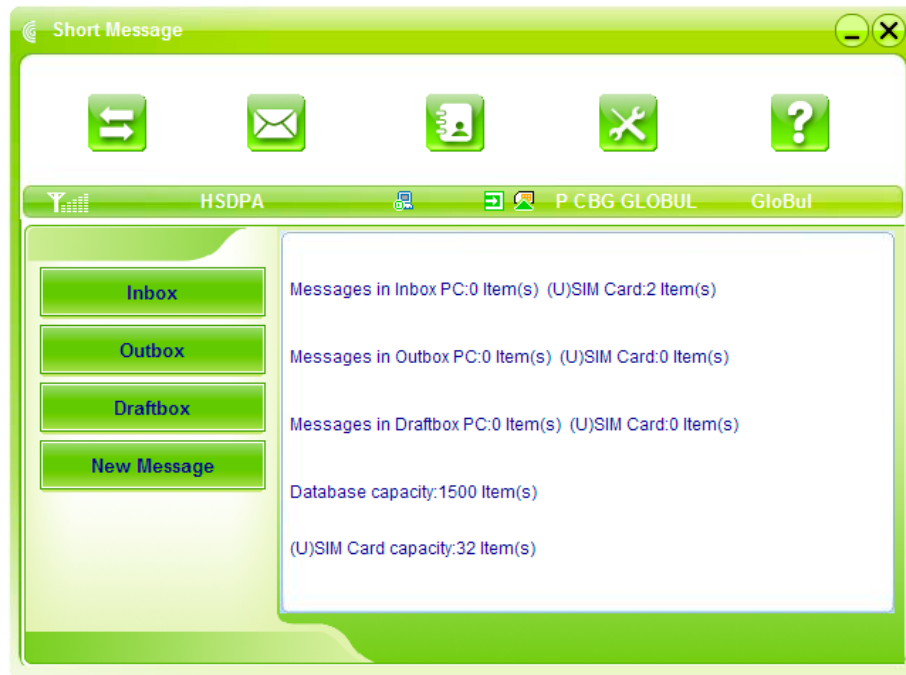 Short Message
HSDPA P CBG GLOBUL GloBul
Inbox
Outbox
Draftbox
New Message
Messages in Inbox PC:0 Item(s) (U)SIM Card:2 Item(s)
Messages in Outbox PC:0 Item(s) (U)SIM Card:0 Item(s)
Messages in Draftbox PC:0 Item(s) (U)SIM Card:0 Item(s)
Database capacity:1500 Item(s)
(U)SIM Card capacity:32 Item(s)